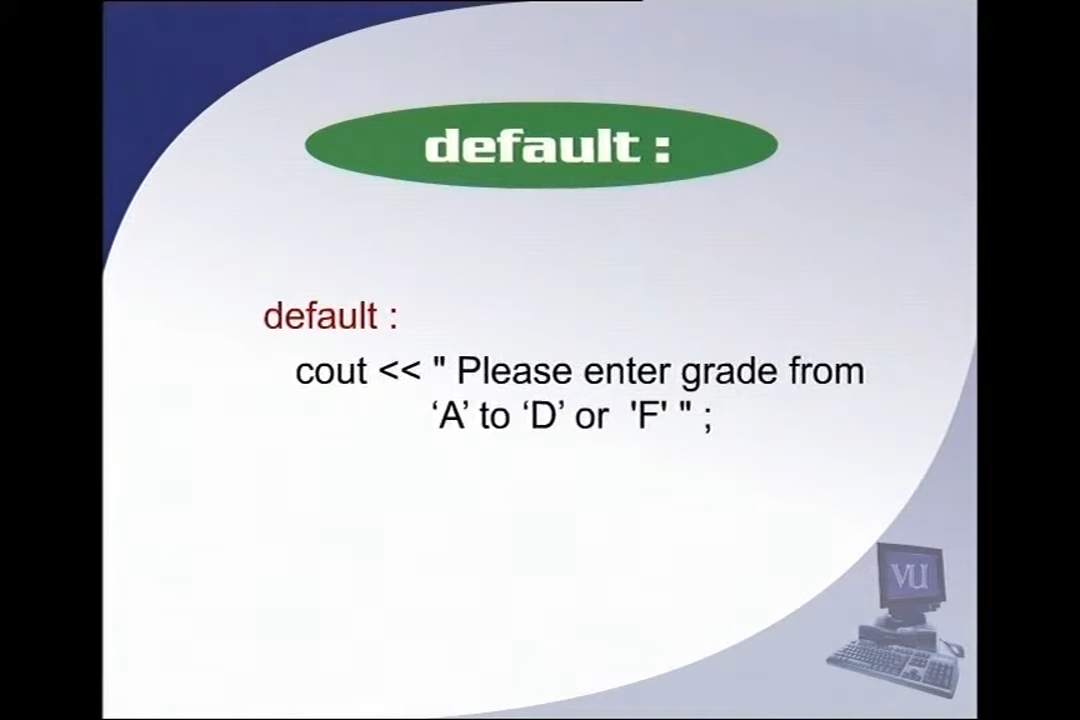 default :
default :
cout << " Please enter grade from
‘A’ to ‘D’ or 'F' " ;
VU